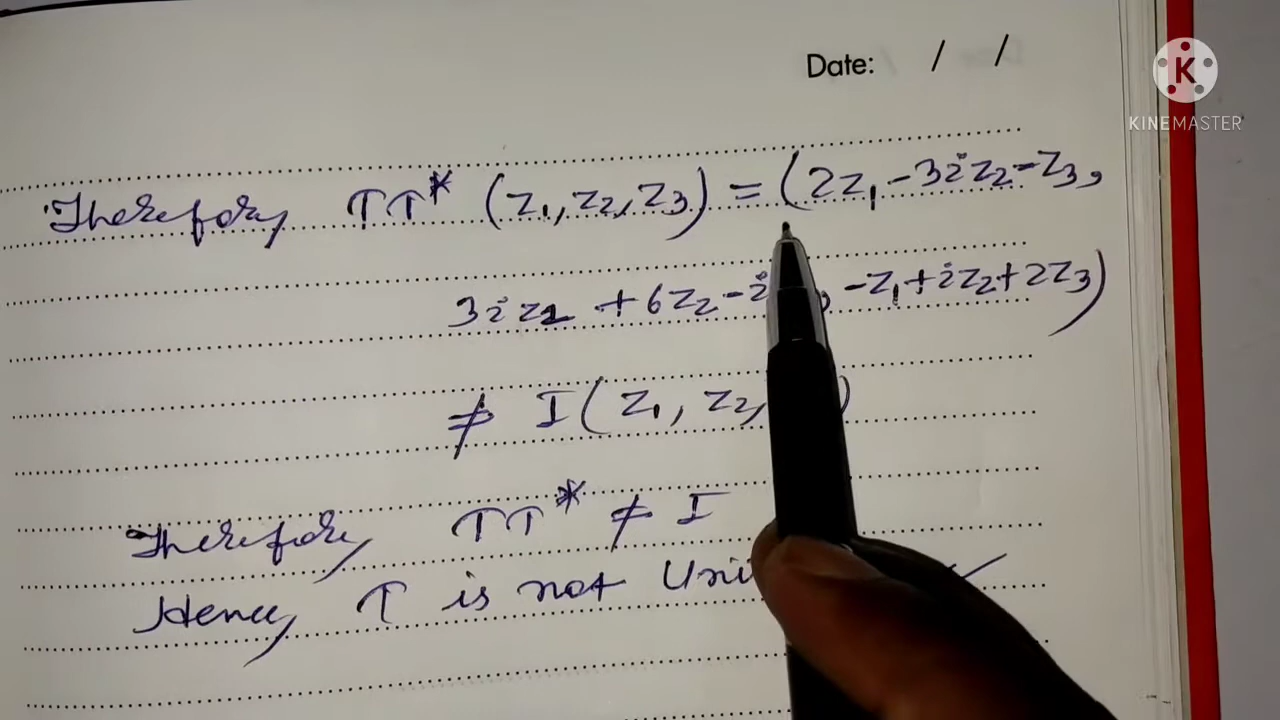 Date: / /
KINEMASTER
Therefore, TT* (z₁, z₂, z₃) = (2z₁ - 3iz₂ - z₃,
3iz₁ + 6z₂ - i , -z₁ + iz₂ + 2z₃)
≠ I(z₁, z₂, )
Therefore, TT* ≠ I
Hence, T is not